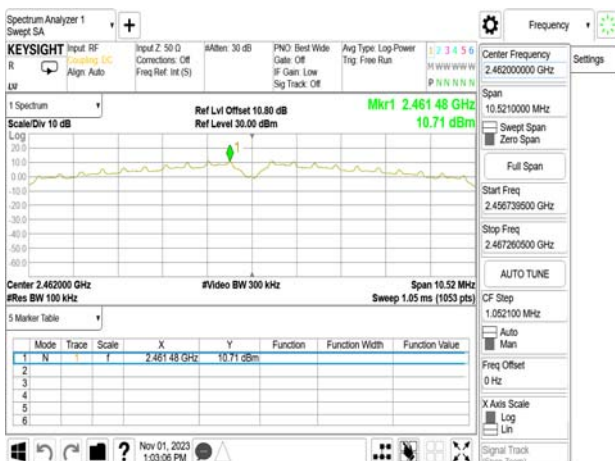 Spectrum Analyzer 1
Swept SA
+
Frequency
KEYSIGHT
R
LXI
Input: RF
Coupling: DC
Align: Auto
Input Z: 50 Ω
Corrections: Off
Freq Ref: Int (S)
#Atten: 30 dB
PNO: Best Wide
Gate: Off
IF Gain: Low
Sig Track: Off
Avg Type: Log-Power
Trig: Free Run
1 2 3 4 5 6
M W W W W W
P N N N N N
1 Spectrum
Scale/Div 10 dB
Ref Lvl Offset 10.80 dB
Ref Level 30.00 dBm
Mkr1 2.461 48 GHz
10.71 dBm
Log
20.0
10.0
0.00
-10.0
-20.0
-30.0
-40.0
-50.0
-60.0
1
Center 2.462000 GHz
#Res BW 100 kHz
#Video BW 300 kHz
Span 10.52 MHz
Sweep 1.05 ms (1053 pts)
5 Marker Table
Mode Trace Scale X Y Function Function Width Function Value
1 N 1 f 2.461 48 GHz 10.71 dBm
2
3
4
5
6
?
Nov 01, 2023
1:03:06 PM
Center Frequency
2.462000000 GHz
Settings
Span
10.5210000 MHz
Swept Span
Zero Span
Full Span
Start Freq
2.456739500 GHz
Stop Freq
2.467260500 GHz
AUTO TUNE
CF Step
1.052100 MHz
Auto
Man
Freq Offset
0 Hz
X Axis Scale
Log
Lin
Signal Track